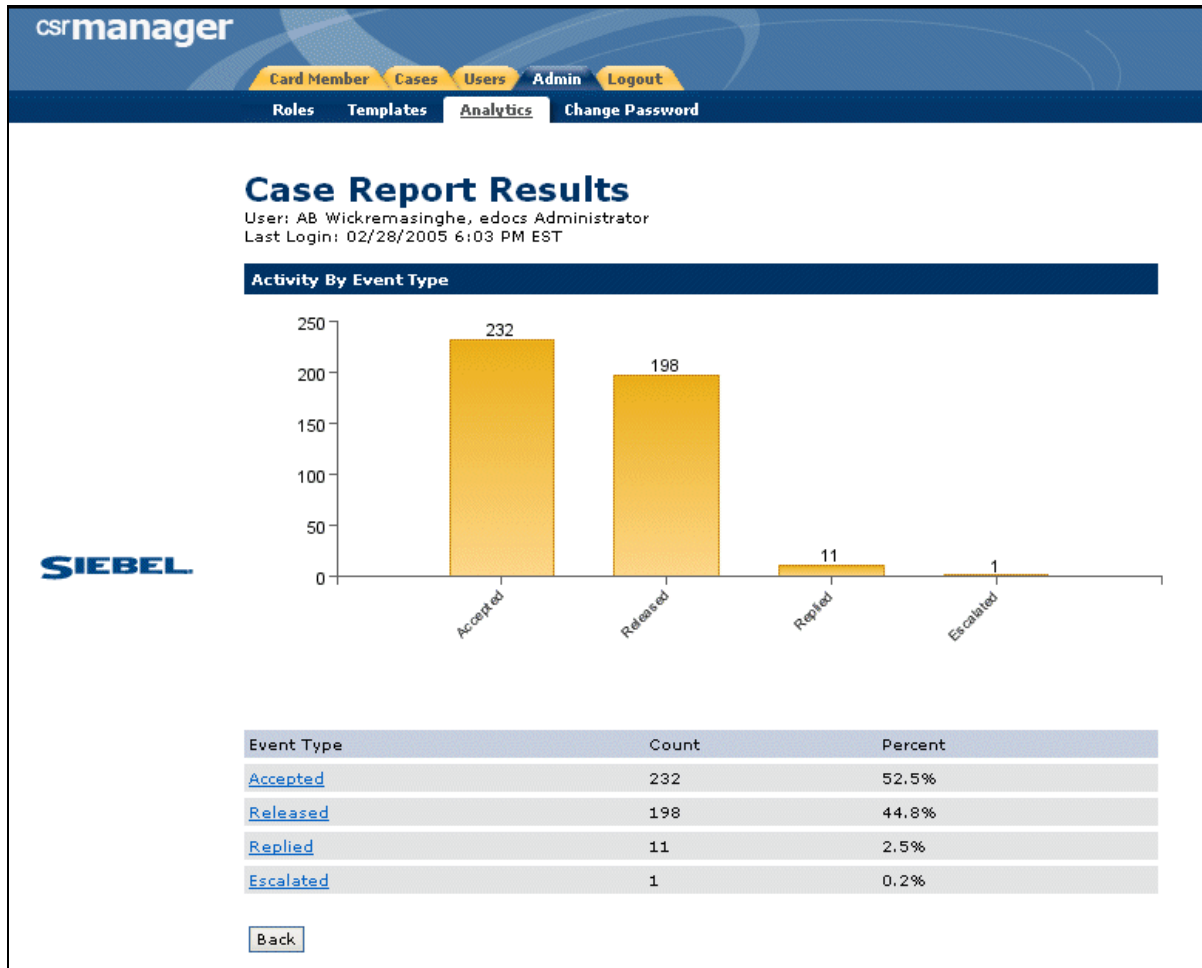 csrmanager
Card Member Cases Users Admin Logout
Roles Templates Analytics Change Password
Case Report Results
User: AB Wickremasinghe, edocs Administrator
Last Login: 02/28/2005 6:03 PM EST
Activity By Event Type
250
200
150
100
50
0
232
198
11
1
Accepted
Released
Replied
Escalated
SIEBEL.
Event Type Count Percent
Accepted 232 52.5%
Released 198 44.8%
Replied 11 2.5%
Escalated 1 0.2%
Back